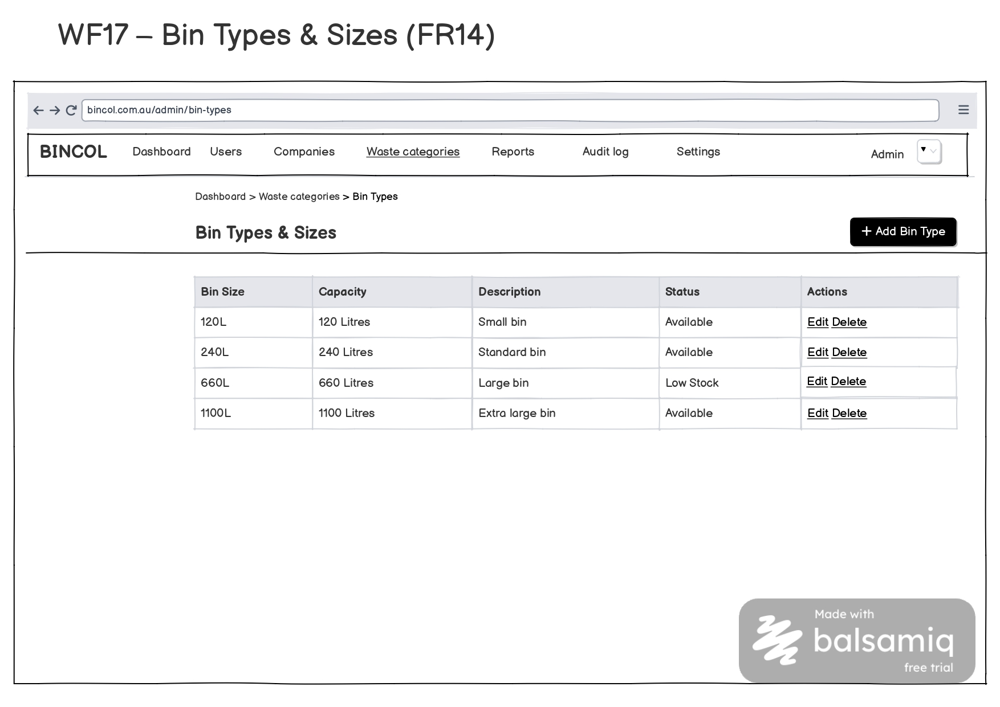 WF17 – Bin Types & Sizes (FR14)
bincol.com.au/admin/bin-types
BINCOL Dashboard Users Companies Waste categories Reports Audit log Settings Admin
Dashboard > Waste categories > Bin Types
Bin Types & Sizes + Add Bin Type
Bin Size Capacity Description Status Actions
120L 120 Litres Small bin Available Edit Delete
240L 240 Litres Standard bin Available Edit Delete
660L 660 Litres Large bin Low Stock Edit Delete
1100L 1100 Litres Extra large bin Available Edit Delete
Made with
balsamiq
free trial